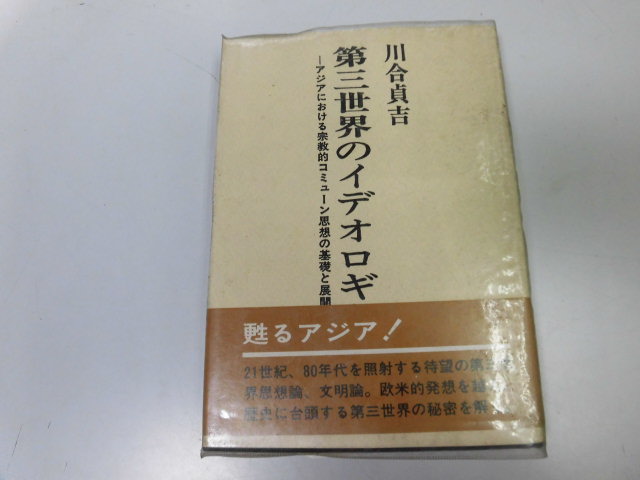 川合貞吉
第三世界のイデオロギ
―アジアにおける宗教的コミューン思想の基礎と展開
甦るアジア！
21世紀、80年代を照射する待望の第三
界思想論、文明論。欧米的発想を
歴史に台頭する第三世界の秘密を解